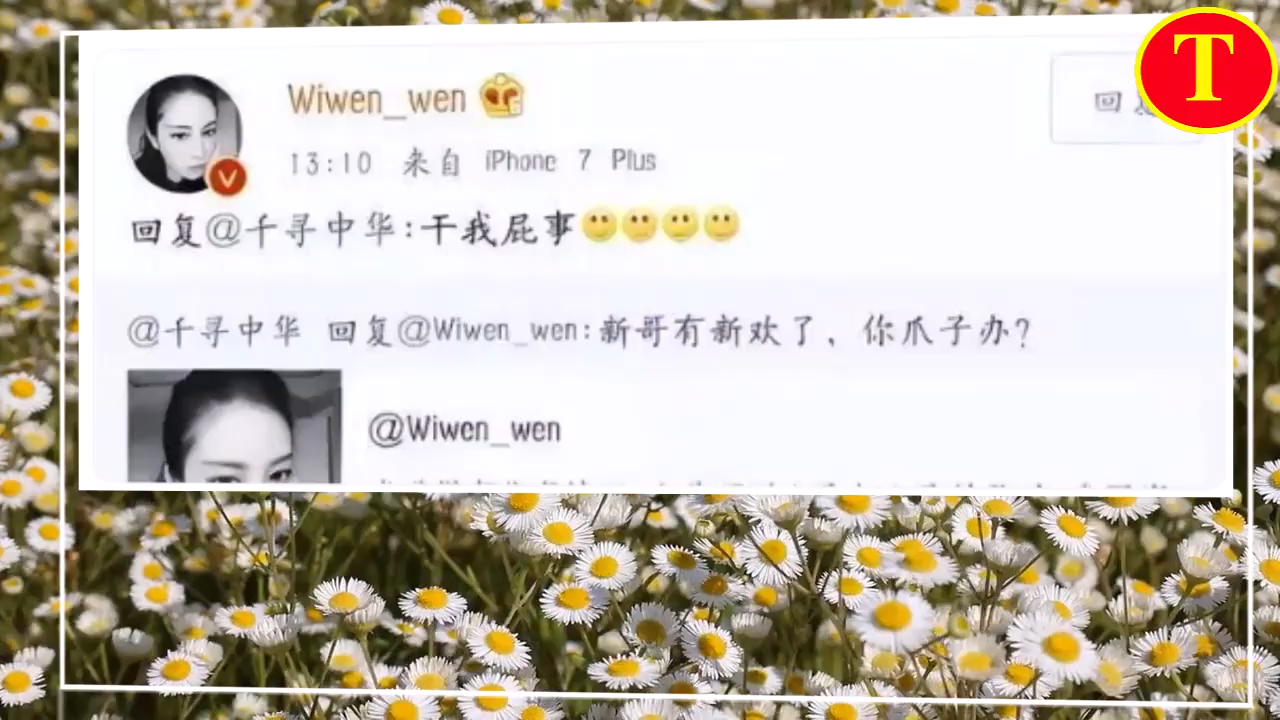 T
Wiwen_wen
回
13:10 来自 iPhone 7 Plus
回复@千寻中华:干我屁事
@千寻中华 回复@Wiwen_wen:新哥有新欢了，你爪子办?
@Wiwen_wen